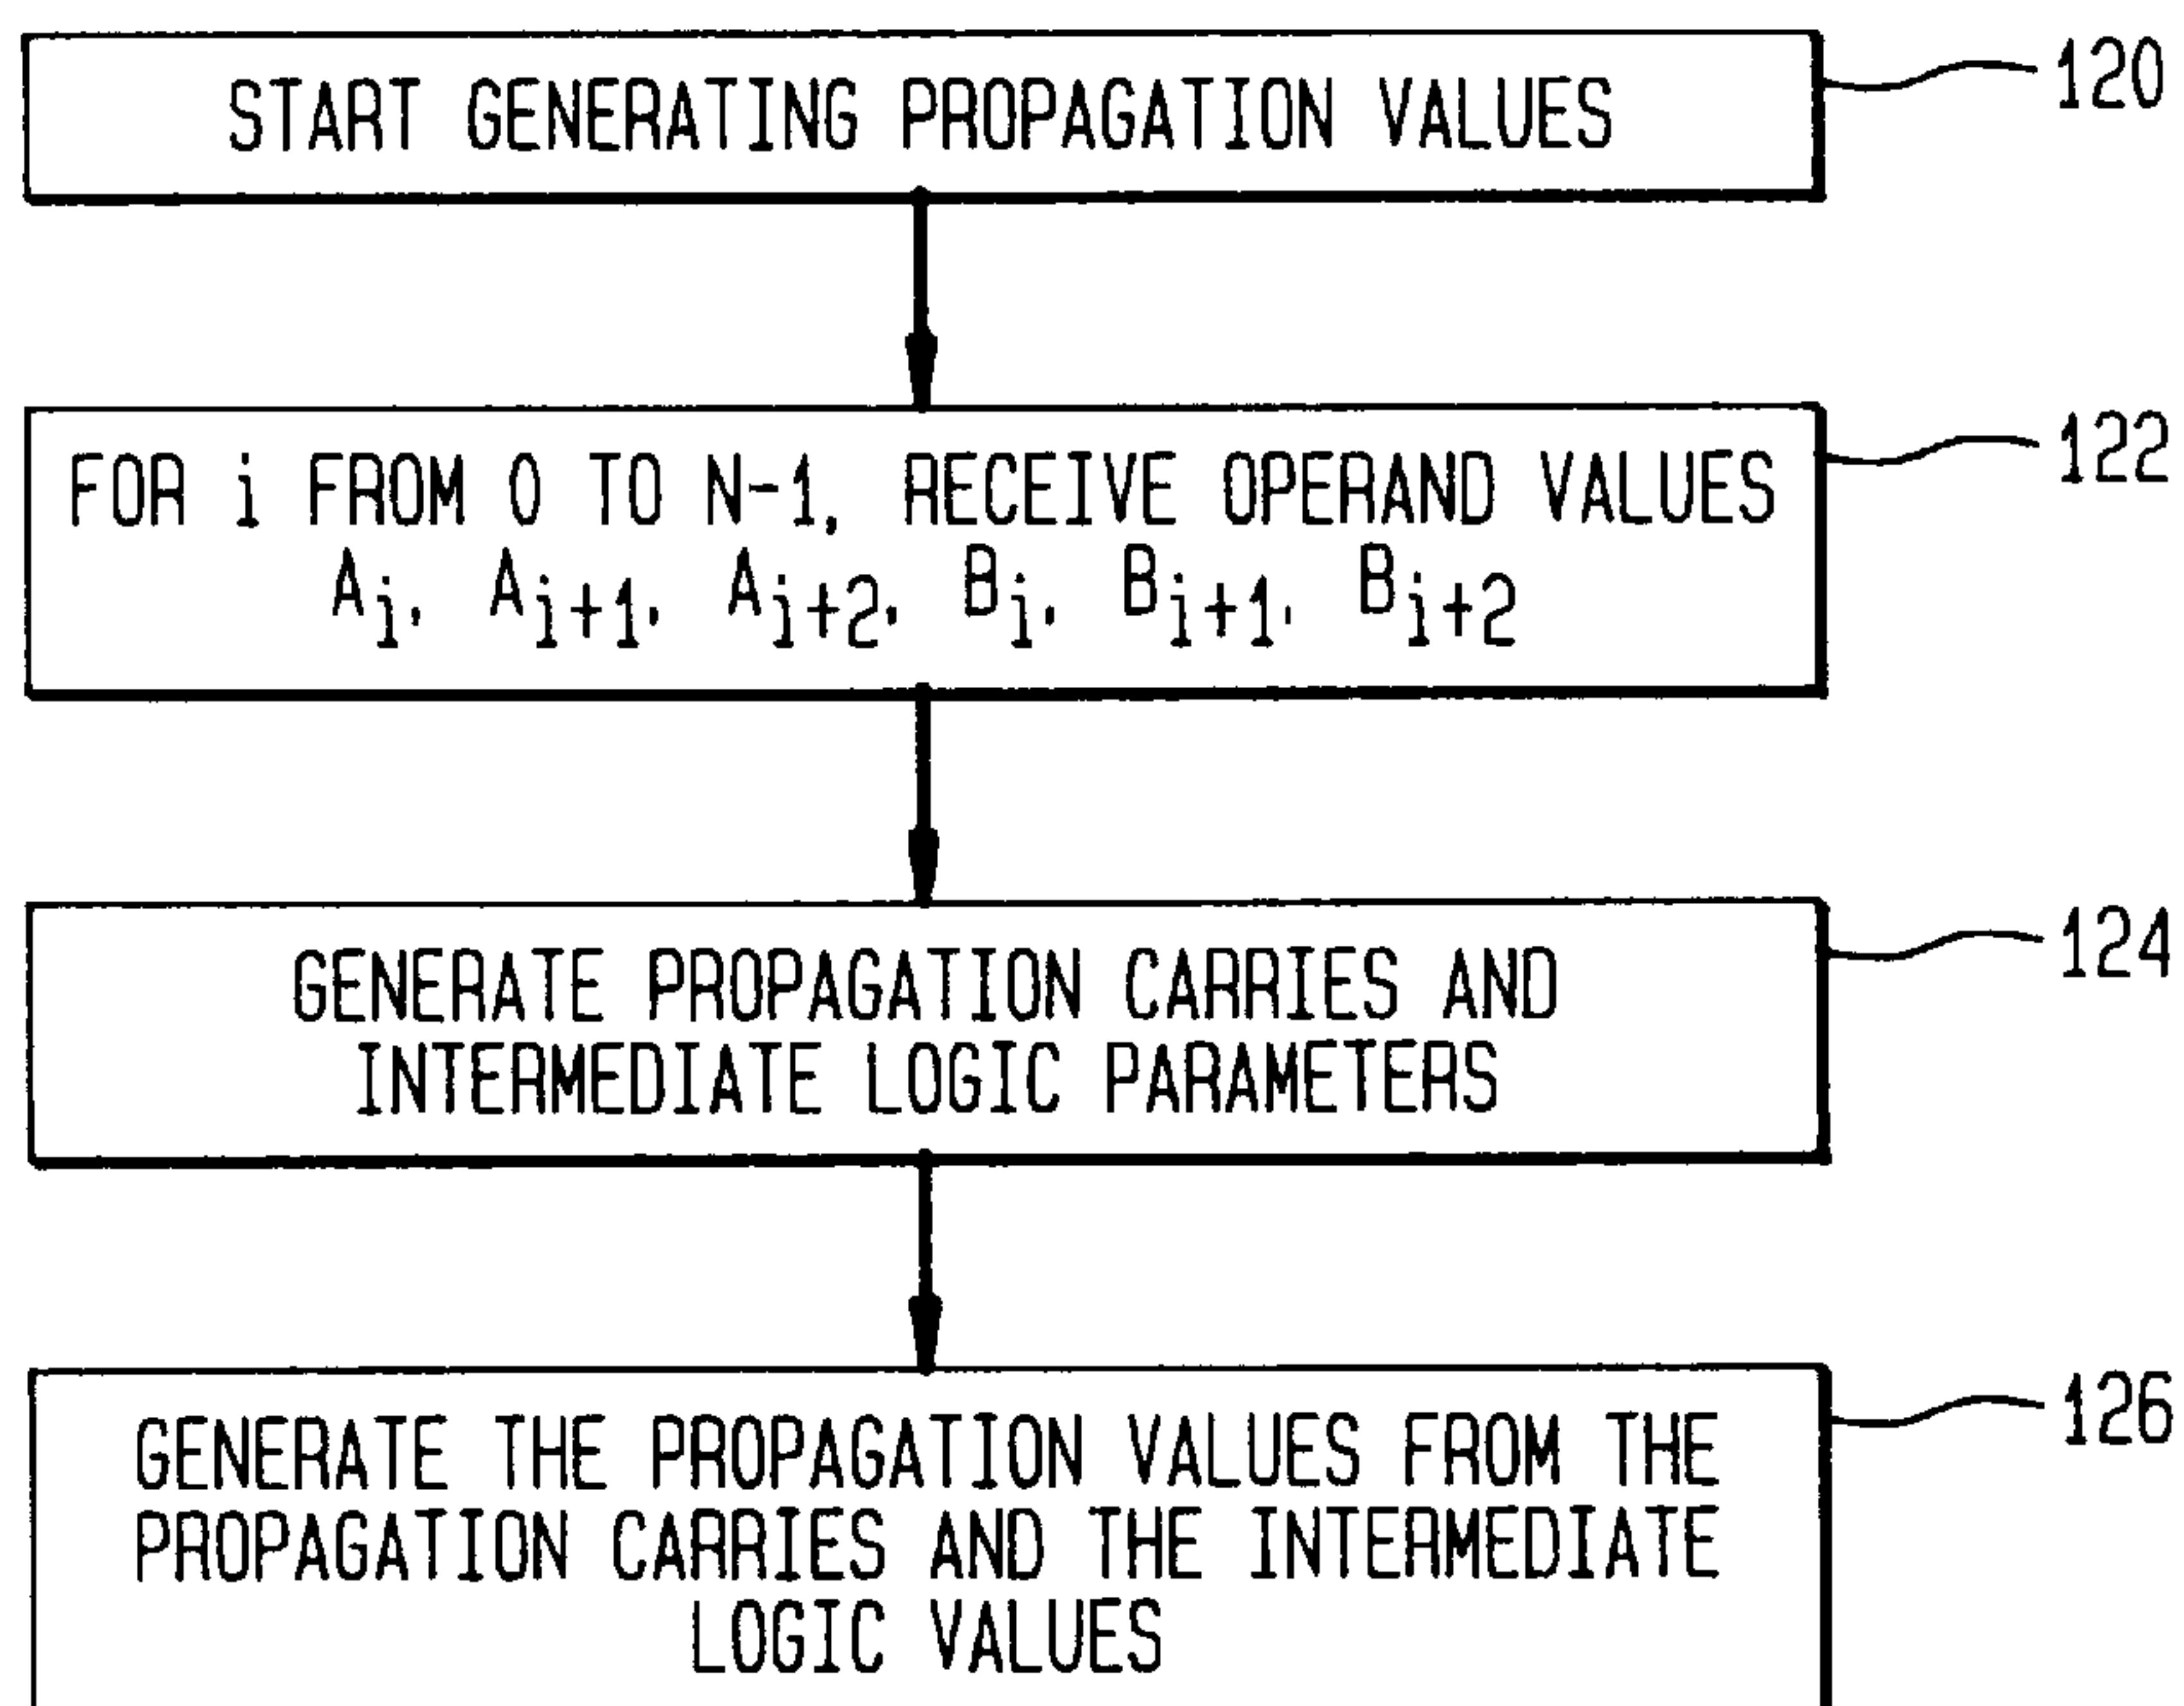 START GENERATING PROPAGATION VALUES
120
FOR i FROM 0 TO N-1, RECEIVE OPERAND VALUES
122
Ai, Ai+1, Ai+2, Bi, Bi+1, Bi+2
GENERATE PROPAGATION CARRIES AND
124
INTERMEDIATE LOGIC PARAMETERS
GENERATE THE PROPAGATION VALUES FROM THE
126
PROPAGATION CARRIES AND THE INTERMEDIATE
LOGIC VALUES